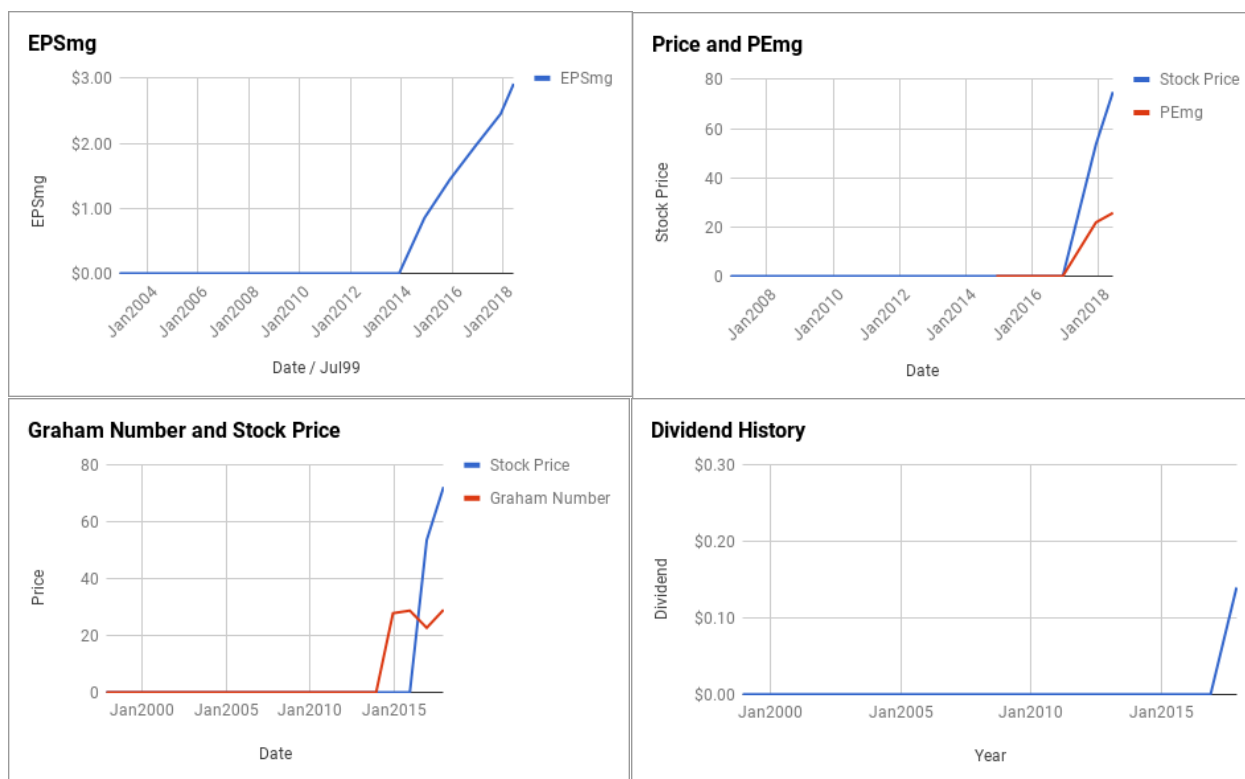 EPSmg
$3.00
$2.00
$1.00
$0.00
EPSmg
EPSmg
Jan2004
Jan2006
Jan2008
Jan2010
Jan2012
Jan2014
Jan2016
Jan2018
Date / Jul99
Price and PEmg
80
60
40
20
0
Stock Price
Stock Price
PEmg
Jan2008
Jan2010
Jan2012
Jan2014
Jan2016
Jan2018
Date
Graham Number and Stock Price
80
60
40
20
0
Price
Stock Price
Graham Number
Jan2000
Jan2005
Jan2010
Jan2015
Date
Dividend History
$0.30
$0.20
$0.10
$0.00
Dividend
Jan2000
Jan2005
Jan2010
Jan2015
Year